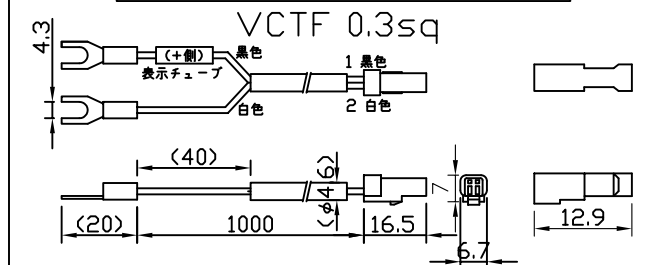 VCTF 0.3sq
4.3
(+側)
黒色
表示チューブ
白色
1 黒色
2 白色
(40)
(φ4.6)
7
(20)
1000
16.5
6.7
12.9